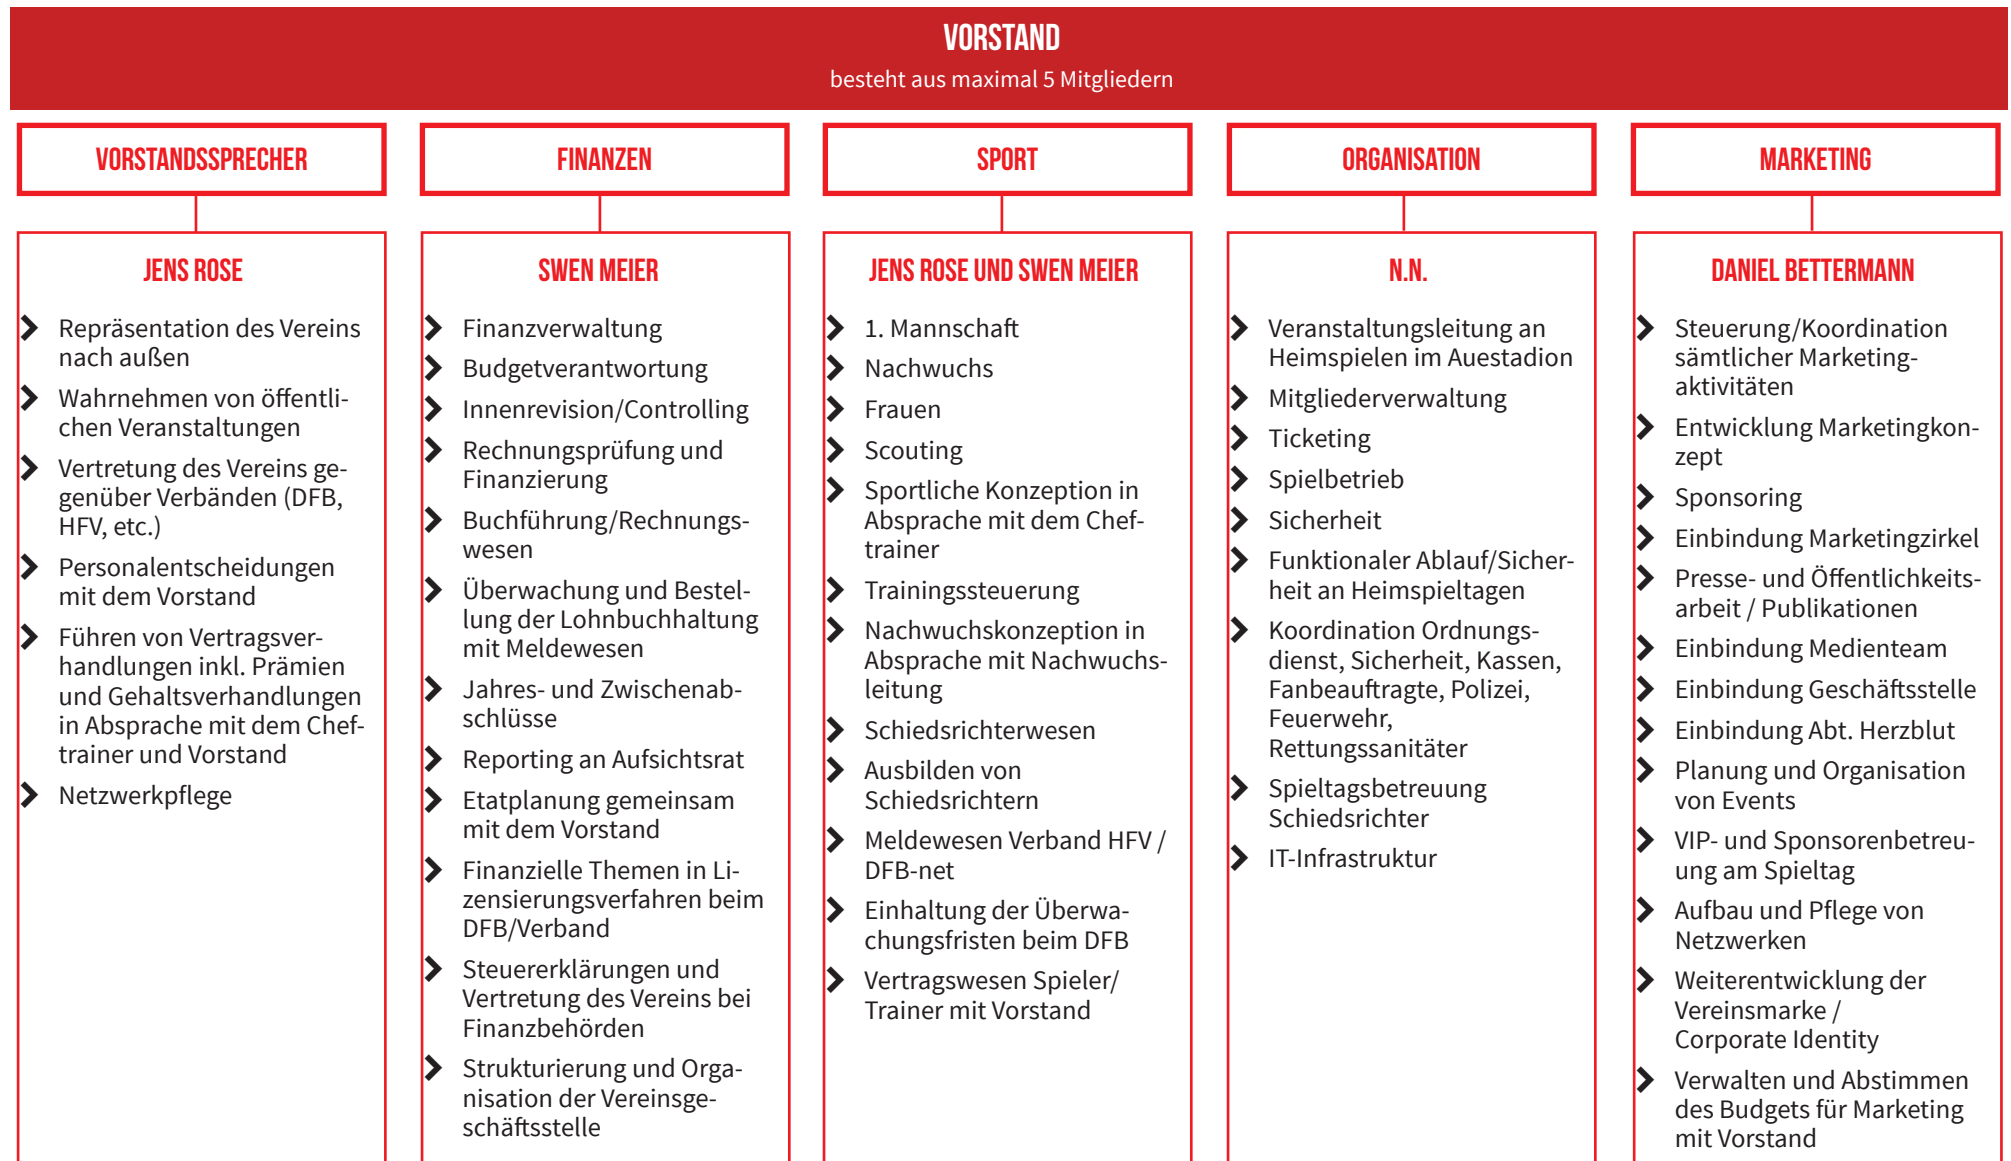 VORSTAND
besteht aus maximal 5 Mitgliedern
VORSTANDSSPRECHER
JENS ROSE
Repräsentation des Vereins
nach außen
Wahrnehmen von öffentli-
chen Veranstaltungen
Vertretung des Vereins ge-
genüber Verbänden (DFB,
HFV, etc.)
Personalentscheidungen
mit dem Vorstand
Führen von Vertragsver-
handlungen inkl. Prämien
und Gehaltsverhandlungen
in Absprache mit dem Chef-
trainer und Vorstand
Netzwerkpflege
FINANZEN
SWEN MEIER
Finanzverwaltung
Budgetverantwortung
Innenrevision/Controlling
Rechnungsprüfung und
Finanzierung
Buchführung/Rechnungs-
wesen
Überwachung und Bestel-
lung der Lohnbuchhaltung
mit Meldewesen
Jahres- und Zwischenab-
schlüsse
Reporting an Aufsichtsrat
Etatplanung gemeinsam
mit dem Vorstand
Finanzielle Themen in Li-
zensierungsverfahren beim
DFB/Verband
Steuererklärungen und
Vertretung des Vereins bei
Finanzbehörden
Strukturierung und Orga-
nisation der Vereinsge-
schäftsstelle
SPORT
JENS ROSE UND SWEN MEIER
1. Mannschaft
Nachwuchs
Frauen
Scouting
Sportliche Konzeption in
Absprache mit dem Chef-
trainer
Trainingssteuerung
Nachwuchskonzeption in
Absprache mit Nachwuchs-
leitung
Schiedsrichterwesen
Ausbilden von
Schiedsrichtern
Meldewesen Verband HFV /
DFB-net
Einhaltung der Überwa-
chungsfristen beim DFB
Vertragswesen Spieler/
Trainer mit Vorstand
ORGANISATION
N.N.
Veranstaltungsleitung an
Heimspielen im Auestadion
Mitgliederverwaltung
Ticketing
Spielbetrieb
Sicherheit
Funktionaler Ablauf/Sicher-
heit an Heimspieltagen
Koordination Ordnungs-
dienst, Sicherheit, Kassen,
Fanbeauftragte, Polizei,
Feuerwehr,
Rettungssanitäter
Spieltagsbetreuung
Schiedsrichter
IT-Infrastruktur
MARKETING
DANIEL BETTERMANN
Steuerung/Koordination
sämtlicher Marketing-
aktivitäten
Entwicklung Marketingkon-
zept
Sponsoring
Einbindung Marketingzirkel
Presse- und Öffentlichkeits-
arbeit / Publikationen
Einbindung Medienteam
Einbindung Geschäftsstelle
Einbindung Abt. Herzblut
Planung und Organisation
von Events
VIP- und Sponsorenbetreu-
ung am Spieltag
Aufbau und Pflege von
Netzwerken
Weiterentwicklung der
Vereinsmarke /
Corporate Identity
Verwalten und Abstimmen
des Budgets für Marketing
mit Vorstand